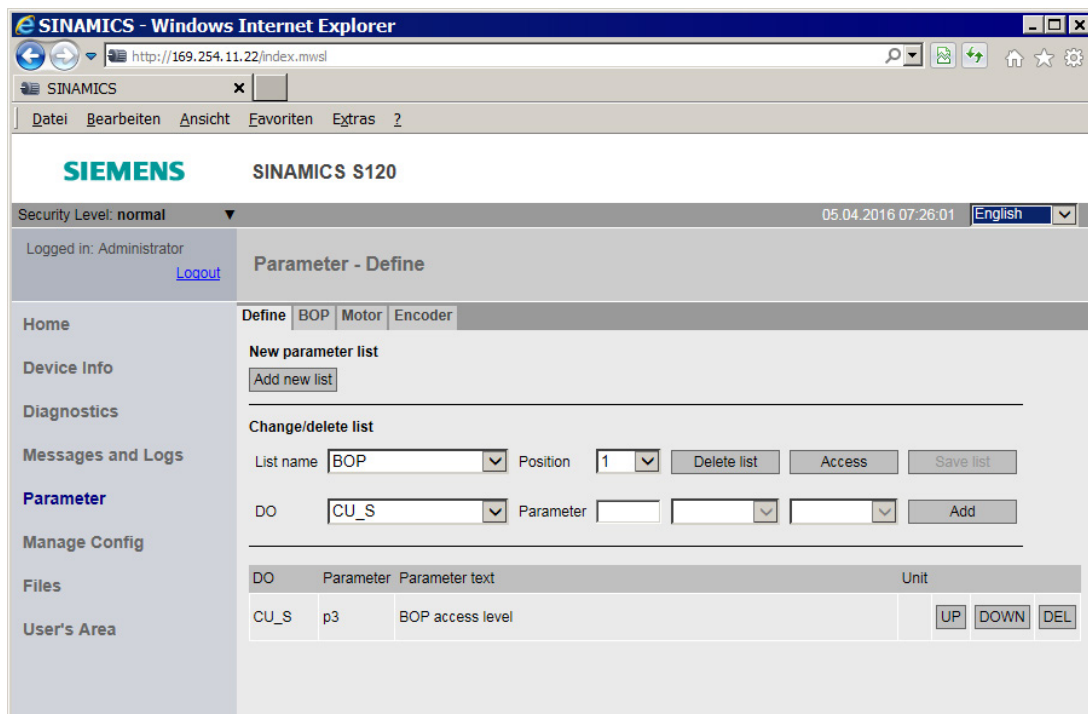 SINAMICS - Windows Internet Explorer
http://169.254.11.22/index.mwsl
SINAMICS
Datei Bearbeiten Ansicht Favoriten Extras ?
SIEMENS SINAMICS S120
Security Level: normal 05.04.2016 07:26:01 English
Logged in: Administrator
Logout
Parameter - Define
Home
Device Info
Diagnostics
Messages and Logs
Parameter
Manage Config
Files
User's Area
Define BOP Motor Encoder
New parameter list
Add new list
Change/delete list
List name BOP Position 1 Delete list Access Save list
DO CU_S Parameter Add
DO Parameter Parameter text Unit
CU_S p3 BOP access level UP DOWN DEL